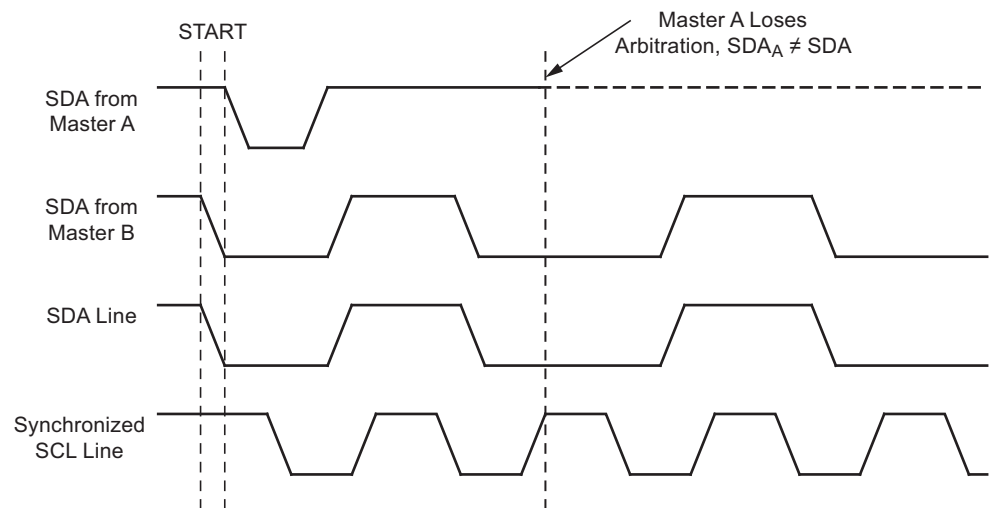 START
Master A Loses
Arbitration, SDAA ≠ SDA
SDA from
Master A
SDA from
Master B
SDA Line
Synchronized
SCL Line